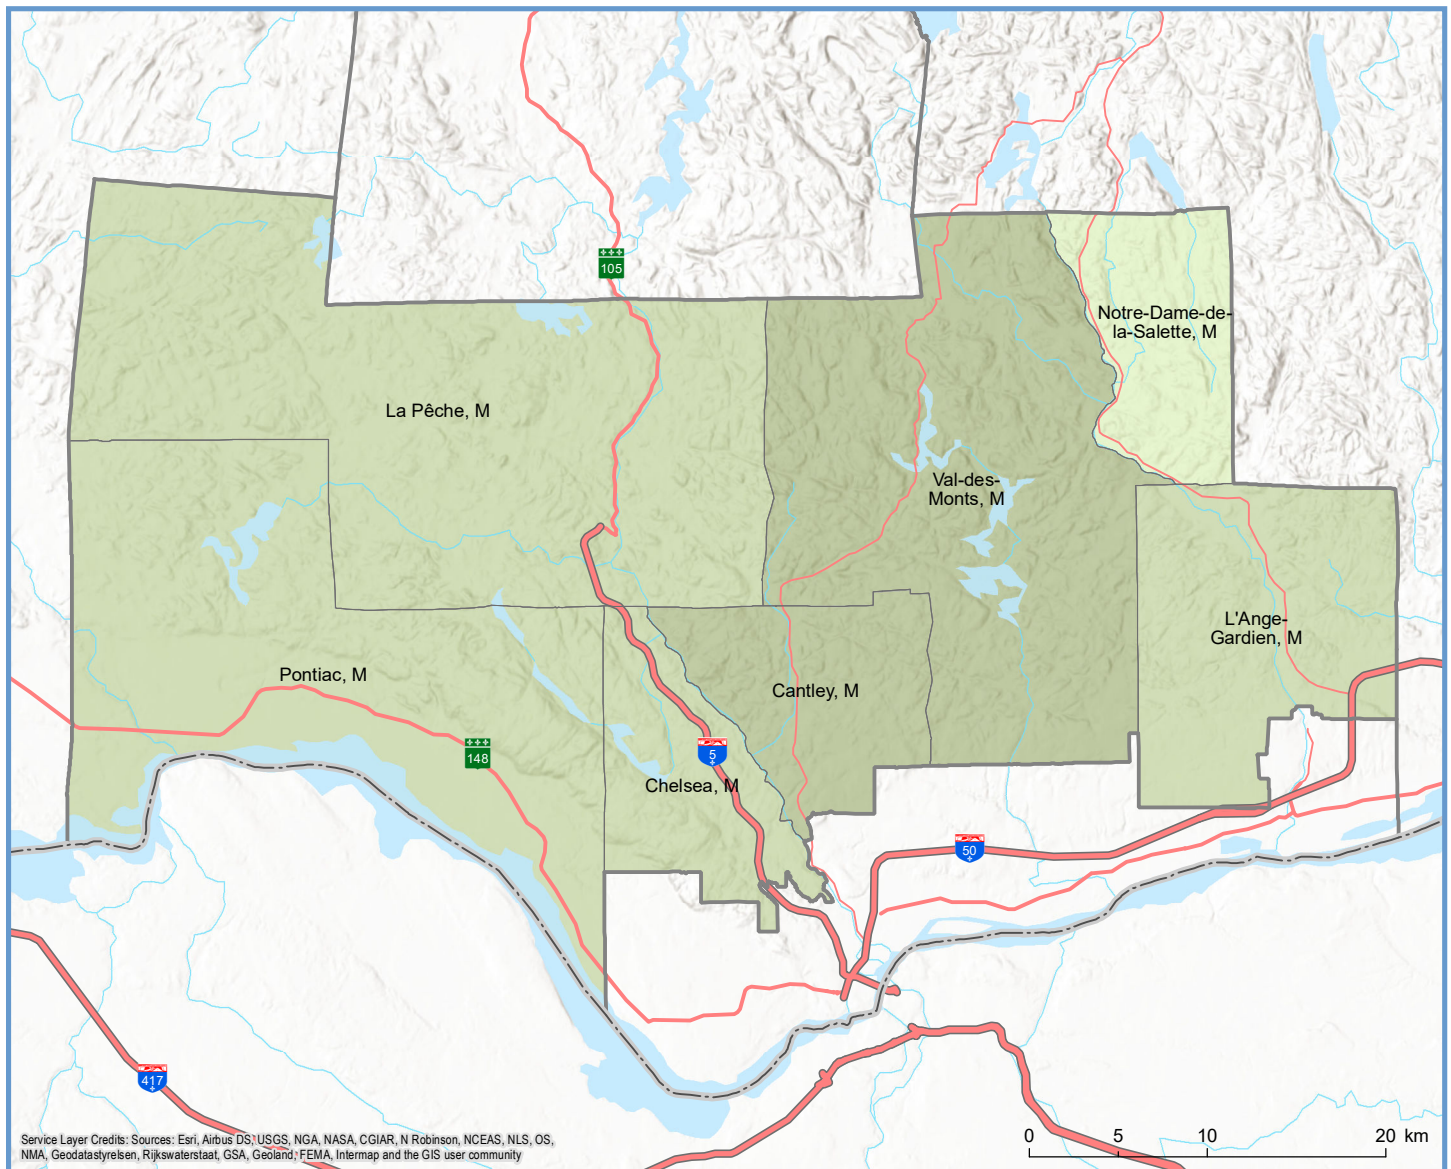 105
Notre-Dame-de-
la-Salette, M
La Pêche, M
Val-des-
Monts, M
L'Ange-
Gardien, M
Pontiac, M
Cantley, M
148
5
Chelsea, M
50
417
Service Layer Credits: Sources: Esri, Airbus DS, USGS, NGA, NASA, CGIAR, N Robinson, NCEAS, NLS, OS,
NMA, Geodatastyrelsen, Rijkswaterstaat, GSA, Geoland, FEMA, Intermap and the GIS user community
0 5 10 20 km